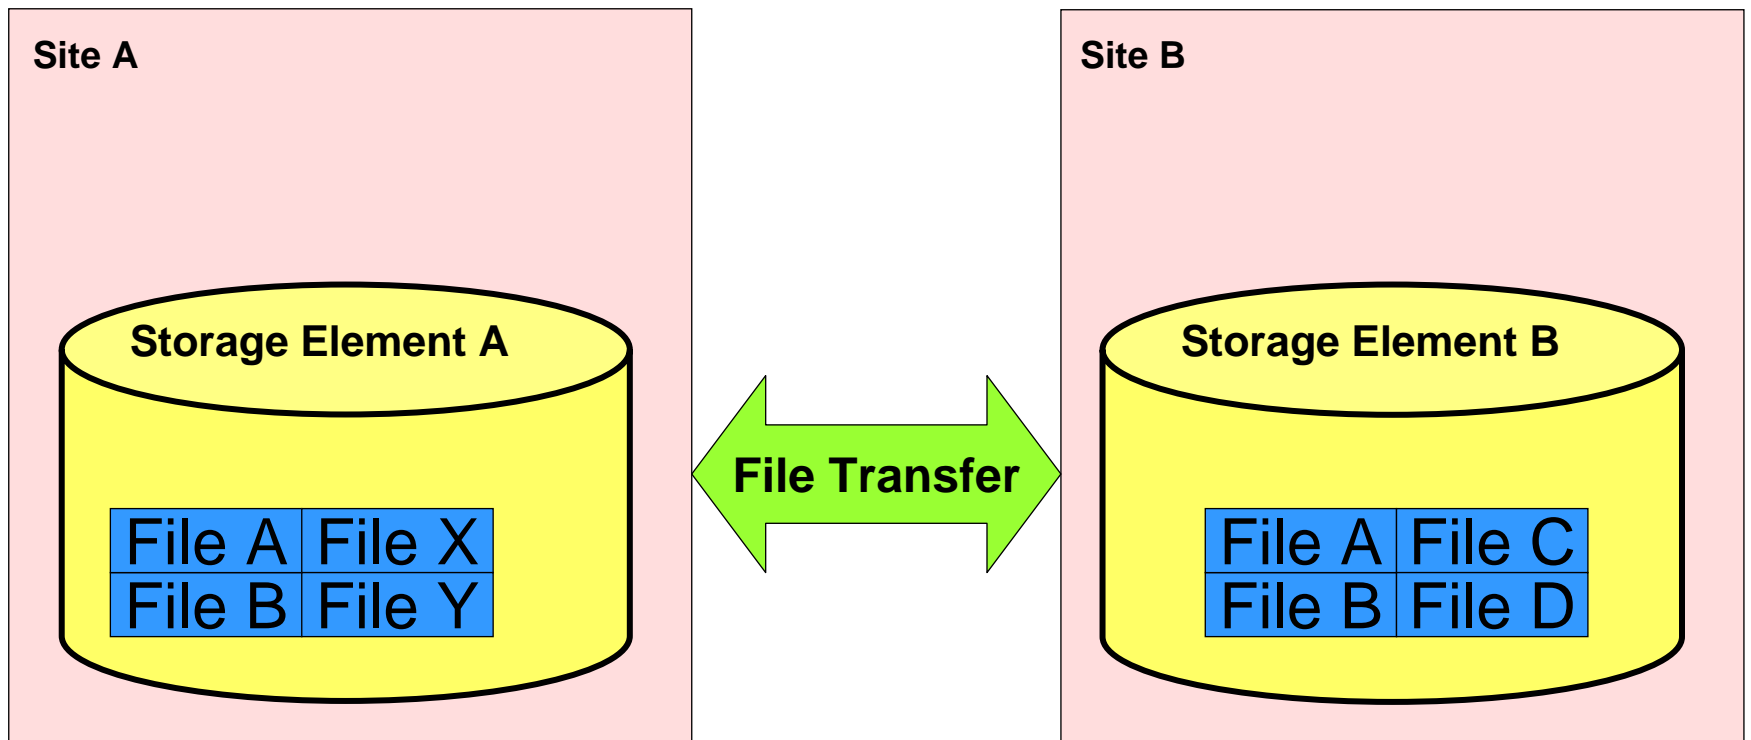 Site A
Storage Element A
File A File X
File B File Y
File Transfer
Site B
Storage Element B
File A File C
File B File D